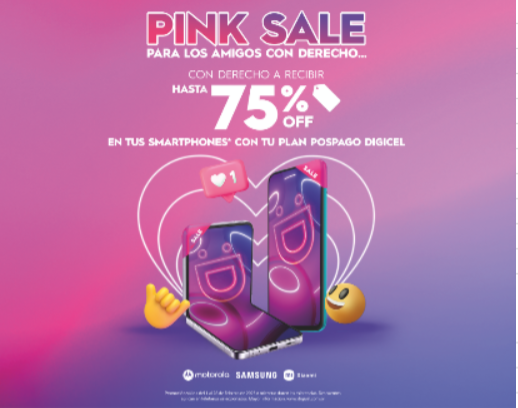 PINK SALE
PARA LOS AMIGOS CON DERECHO...
CON DERECHO A RECIBIR
HASTA
75% OFF
EN TUS SMARTPHONES* CON TU PLAN POSPAGO DIGICEL
1
SALE
SALE
motorola SAMSUNG Xiaomi